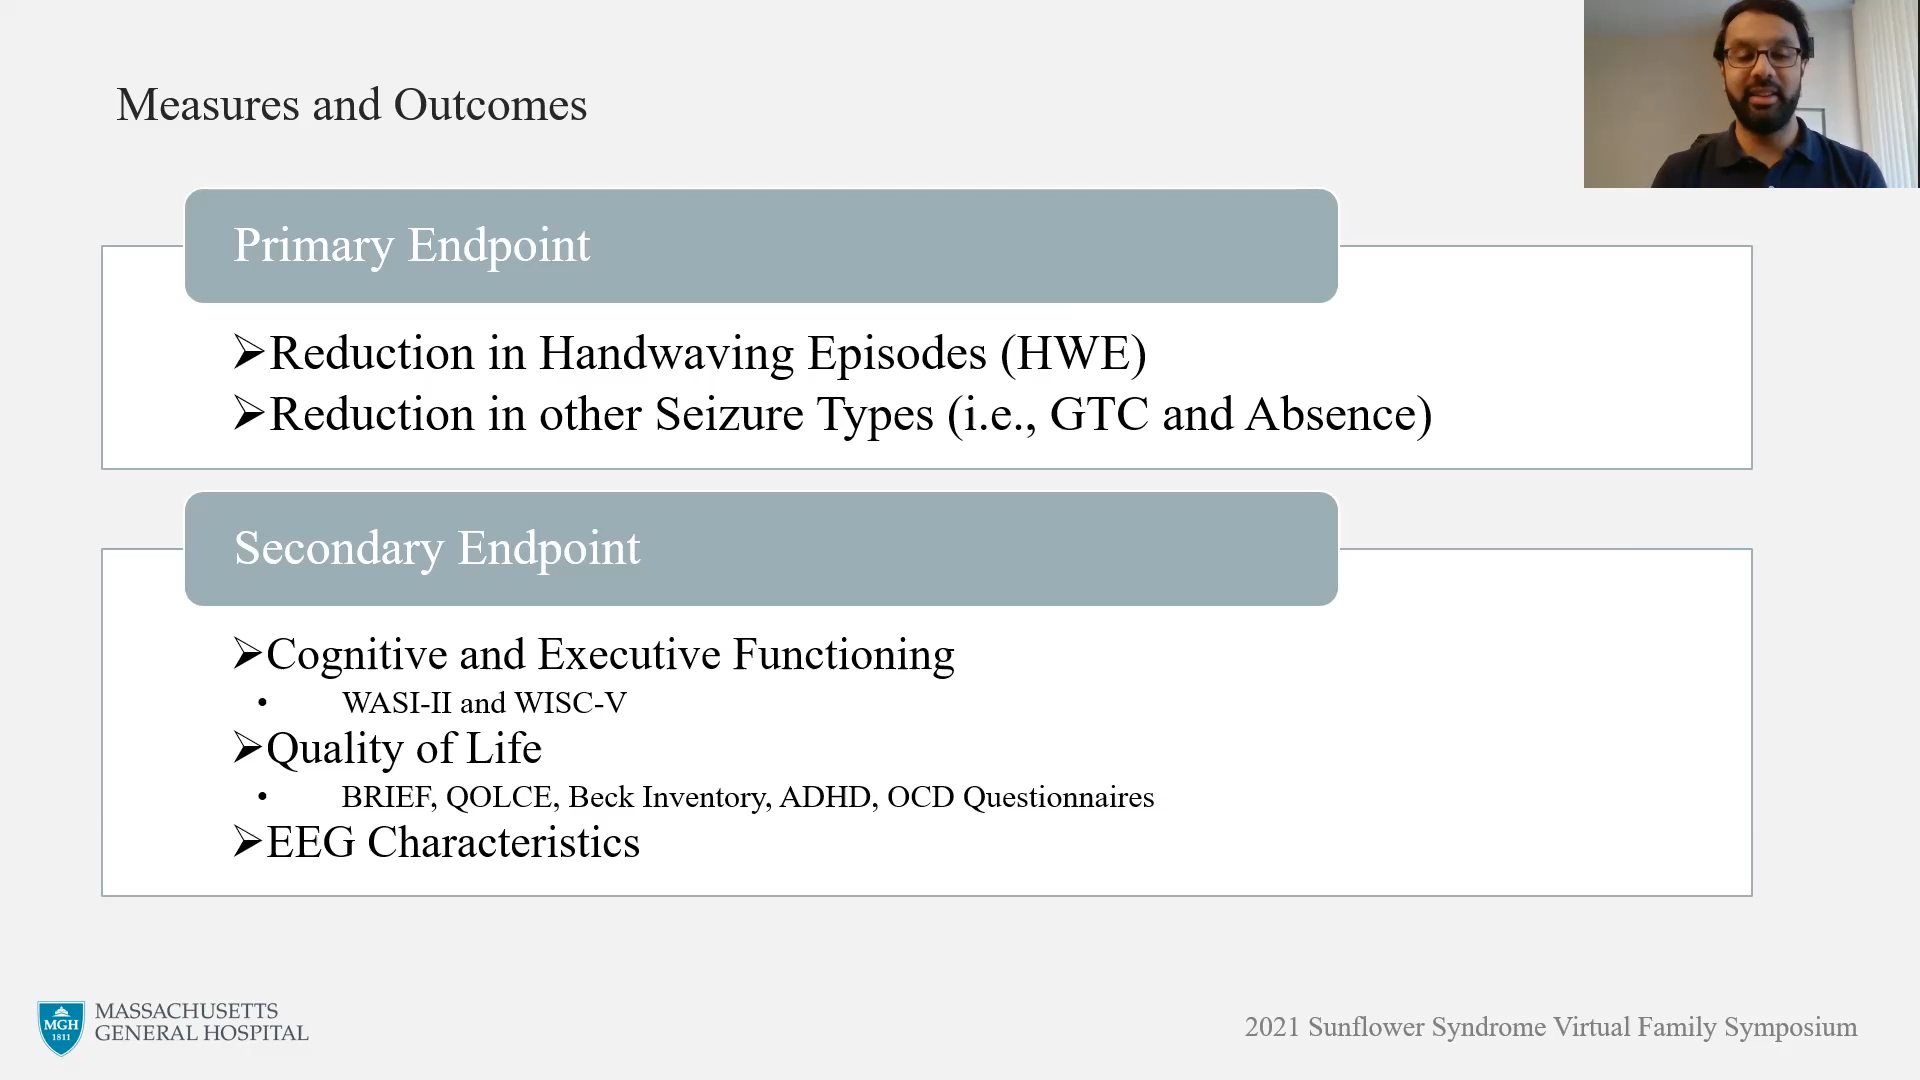 Measures and Outcomes
Primary Endpoint
➢Reduction in Handwaving Episodes (HWE)
➢Reduction in other Seizure Types (i.e., GTC and Absence)
Secondary Endpoint
➢Cognitive and Executive Functioning
• WASI-II and WISC-V
➢Quality of Life
• BRIEF, QOLCE, Beck Inventory, ADHD, OCD Questionnaires
➢EEG Characteristics
MGH
1811
MASSACHUSETTS
GENERAL HOSPITAL
2021 Sunflower Syndrome Virtual Family Symposium